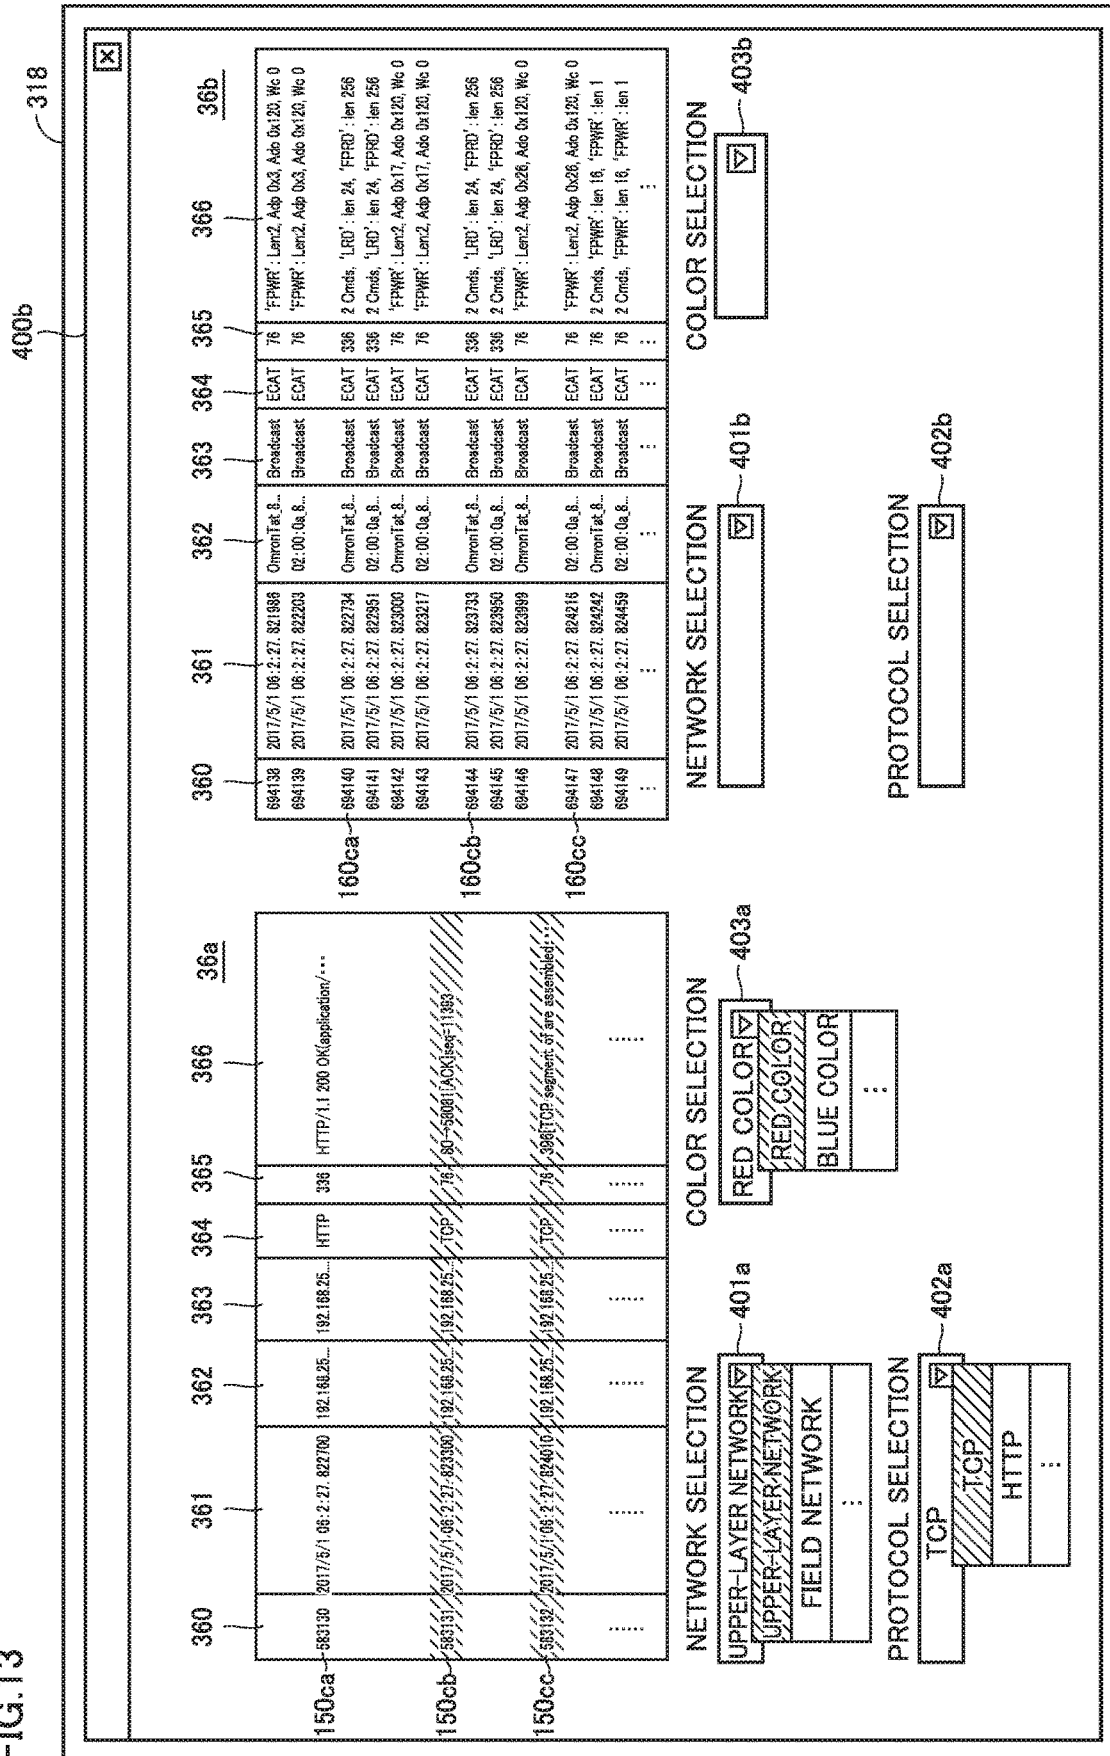 FIG.13
400b
318
36a
360 361 362 363 364 365 366
150ca 583130 2017/5/1 06:2:27. 822700 192.168.25... HTTP 336 HTTP/1.1 200 OK(application/···
150cb 583131 2017/5/1 06:2:27. 823300 192.168.25... 192.168.25... TCP 76 80→58081[ACK]seq=11393
150cc 583132 2017/5/1 06:2:27. 824010 192.168.25... 192.168.25... TCP 76 396[TCP segment of are assembled:···
36b
360 361 362 363 364 365 366
694138 2017/5/1 06:2:27. 821986 OmronTat_8... Broadcast ECAT 76 'FPWR': Len:2, Adp 0x3, Ado 0x120, Wc 0
694139 2017/5/1 06:2:27. 822203 02:00:0a_8... Broadcast ECAT 76 'FPWR': Len:2, Adp 0x3, Ado 0x120, Wc 0
160ca 694140 2017/5/1 06:2:27. 822734 OmronTat_8... Broadcast ECAT 336 2 Cmds, 'LRD': len 24, 'FPRD': len 256
694141 2017/5/1 06:2:27. 822951 02:00:0a_8... Broadcast ECAT 336 2 Cmds, 'LRD': len 24, 'FPRD': len 256
694142 2017/5/1 06:2:27. 823000 OmronTat_8... Broadcast ECAT 76 'FPWR': Len:2, Adp 0x17, Ado 0x120, Wc 0
694143 2017/5/1 06:2:27. 823217 02:00:0a_8... Broadcast ECAT 76 'FPWR': Len:2, Adp 0x17, Ado 0x120, Wc 0
160cb 694144 2017/5/1 06:2:27. 823733 OmronTat_8... Broadcast ECAT 336 2 Cmds, 'LRD': len 24, 'FPRD': len 256
694145 2017/5/1 06:2:27. 823950 02:00:0a_8... Broadcast ECAT 336 2 Cmds, 'LRD': len 24, 'FPRD': len 256
694146 2017/5/1 06:2:27. 823999 OmronTat_8... Broadcast ECAT 76 'FPWR': Len:2, Adp 0x26, Ado 0x120, Wc 0
160cc 694147 2017/5/1 06:2:27. 824216 02:00:0a_8... Broadcast ECAT 76 'FPWR': Len:2, Adp 0x26, Ado 0x120, Wc 0
694148 2017/5/1 06:2:27. 824242 OmronTat_8... Broadcast ECAT 76 2 Cmds, 'FPWR': len 16, 'FPWR': len 1
694149 2017/5/1 06:2:27. 824459 02:00:0a_8... Broadcast ECAT 76 2 Cmds, 'FPWR': len 16, 'FPWR': len 1
NETWORK SELECTION
UPPER-LAYER NETWORK 401a
UPPER-LAYER NETWORK
FIELD NETWORK
COLOR SELECTION
RED COLOR 403a
RED COLOR
BLUE COLOR
PROTOCOL SELECTION
TCP 402a
TCP
HTTP
NETWORK SELECTION
401b
COLOR SELECTION
403b
PROTOCOL SELECTION
402b